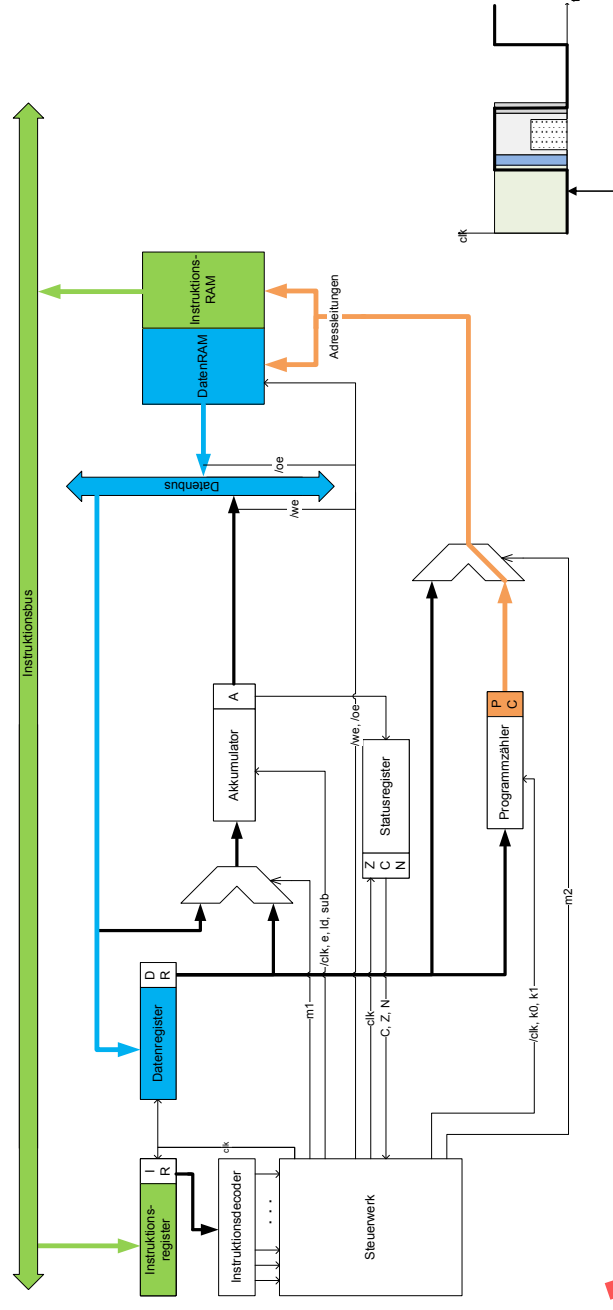 Instruktionsbus
Instruktions-
register
I
R
Datenregister
D
R
Datenbus
DatenRAM
Instruktions-
RAM
/oe
/we
Adressleitungen
Akkumulator
A
clk
Instruktionsdecoder
. . .
Steuerwerk
m1
/clk, e, ld, sub
/we, /oe
clk
C, Z, N
Z
C
N
Statusregister
Programmzähler
P
C
/clk, k0, k1
m2
clk